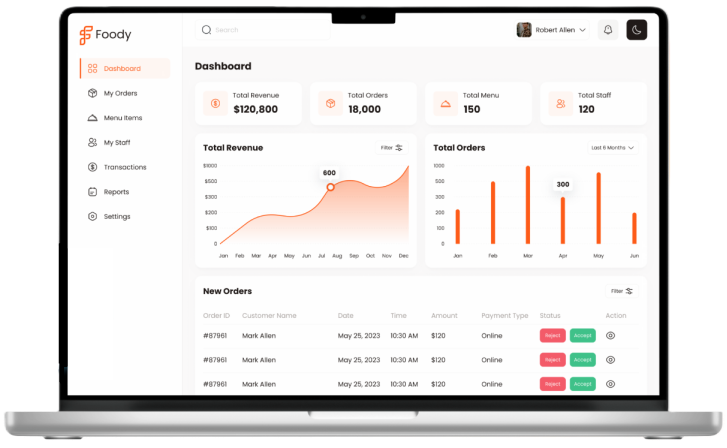 Foody
Search
Robert Allen
Dashboard
My Orders
Menu Items
My Staff
Transactions
Reports
Settings
Dashboard
Total Revenue
$120,800
Total Orders
18,000
Total Menu
150
Total Staff
120
Total Revenue
Filter
$1000
$500
$300
$200
$100
0
600
Jan Feb Mar Apr May Jun Jul Aug Sep Oct Nov Dec
Total Orders
Last 6 Months
1000
500
300
200
100
0
300
Jan Feb Mar Apr May Jun
New Orders
Filter
Order ID Customer Name Date Time Amount Payment Type Status Action
#87961 Mark Allen May 25, 2023 10:30 AM $120 Online Reject Accept
#87961 Mark Allen May 25, 2023 10:30 AM $120 Online Reject Accept
#87961 Mark Allen May 25, 2023 10:30 AM $120 Online Reject Accept